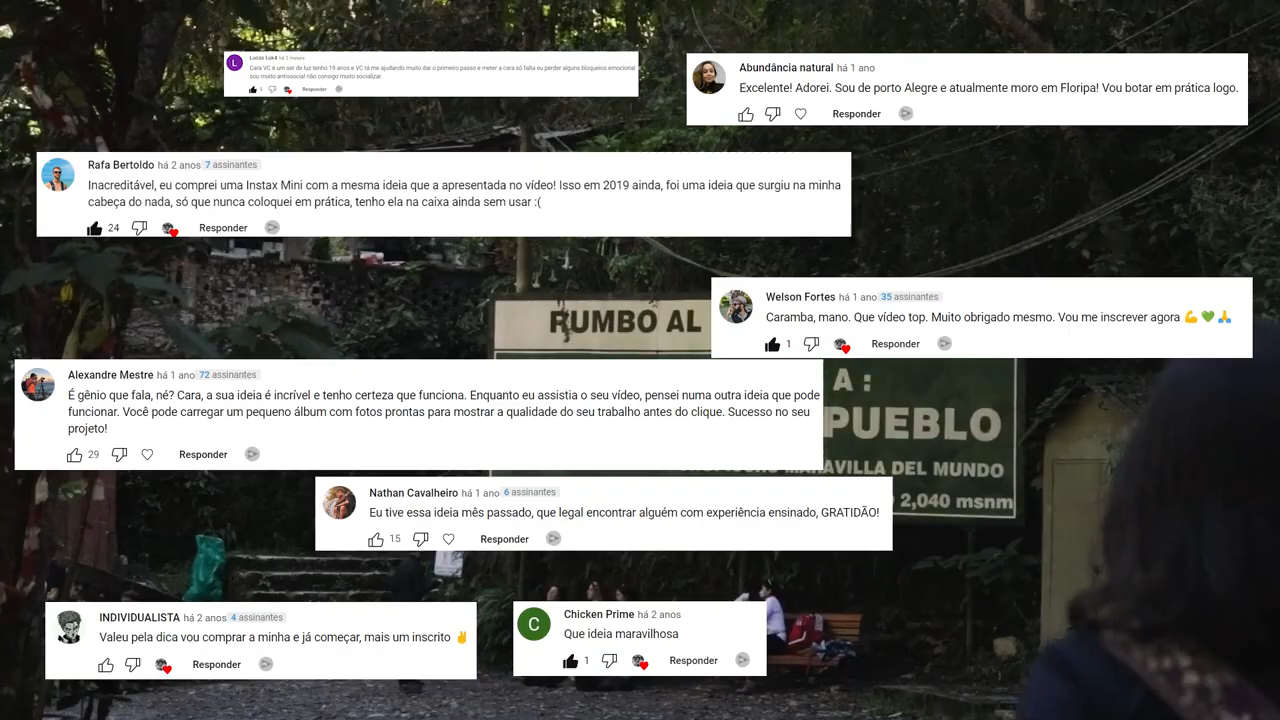 Lucas Luk4 há 2 meses
Cara VC é um ser de luz tenho 19 anos e VC tá me ajudando muito dar o primeiro passo e meter a cara só falta eu perder alguns bloqueios emocional
sou muito antissocial não consigo muito socializar.
5 Responder
Abundância natural há 1 ano
Excelente! Adorei. Sou de porto Alegre e atualmente moro em Floripa! Vou botar em prática logo.
Responder
Rafa Bertoldo há 2 anos 7 assinantes
Inacreditável, eu comprei uma Instax Mini com a mesma ideia que a apresentada no vídeo! Isso em 2019 ainda, foi uma ideia que surgiu na minha
cabeça do nada, só que nunca coloquei em prática, tenho ela na caixa ainda sem usar :(
24 Responder
Welson Fortes há 1 ano 35 assinantes
Caramba, mano. Que vídeo top. Muito obrigado mesmo. Vou me inscrever agora 💪 💚 🙏
1 Responder
RUMBO AL
Alexandre Mestre há 1 ano 72 assinantes
É gênio que fala, né? Cara, a sua ideia é incrível e tenho certeza que funciona. Enquanto eu assistia o seu vídeo, pensei numa outra ideia que pode
funcionar. Você pode carregar um pequeno álbum com fotos prontas para mostrar a qualidade do seu trabalho antes do clique. Sucesso no seu
projeto!
29 Responder
A :
PUEBLO
MARAVILLA DEL MUNDO
2,040 msnm
Nathan Cavalheiro há 1 ano 6 assinantes
Eu tive essa ideia mês passado, que legal encontrar alguém com experiência ensinado, GRATIDÃO!
15 Responder
INDIVIDUALISTA há 2 anos 4 assinantes
Valeu pela dica vou comprar a minha e já começar, mais um inscrito ✌
Responder
C
Chicken Prime há 2 anos
Que ideia maravilhosa
1 Responder